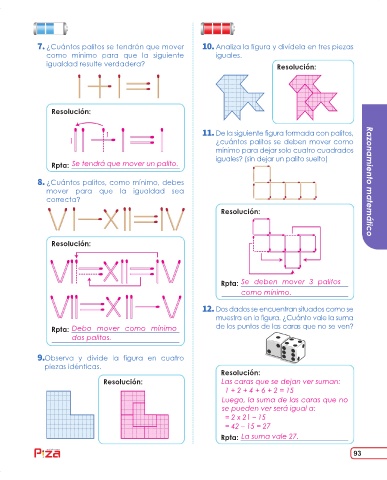 7. ¿Cuántos palitos se tendrán que mover
como mínimo para que la siguiente
igualdad resulte verdadera?
Resolución:
Rpta: Se tendrá que mover un palito.
8. ¿Cuántos palitos, como mínimo, debes
mover para que la igualdad sea
correcta?
Resolución:
Rpta: Debo mover como mínimo
dos palitos.
9.Observa y divide la figura en cuatro
piezas idénticas.
Resolución:
10. Analiza la figura y divídela en tres piezas
iguales.
Resolución:
11. De la siguiente figura formada con palitos,
¿cuántos palitos se deben mover como
mínimo para dejar solo cuatro cuadrados
iguales? (sin dejar un palito suelto)
Resolución:
Rpta: Se deben mover 3 palitos
como mínimo.
12. Dos dados se encuentran situados como se
muestra en la figura. ¿Cuánto vale la suma
de los puntos de las caras que no se ven?
Resolución:
Las caras que se dejan ver suman:
1 + 2 + 4 + 6 + 2 = 15
Luego, la suma de las caras que no
se pueden ver será igual a:
= 2 x 21 – 15
= 42 – 15 = 27
Rpta: La suma vale 27.
Razonamiento matemático
Pizza
93